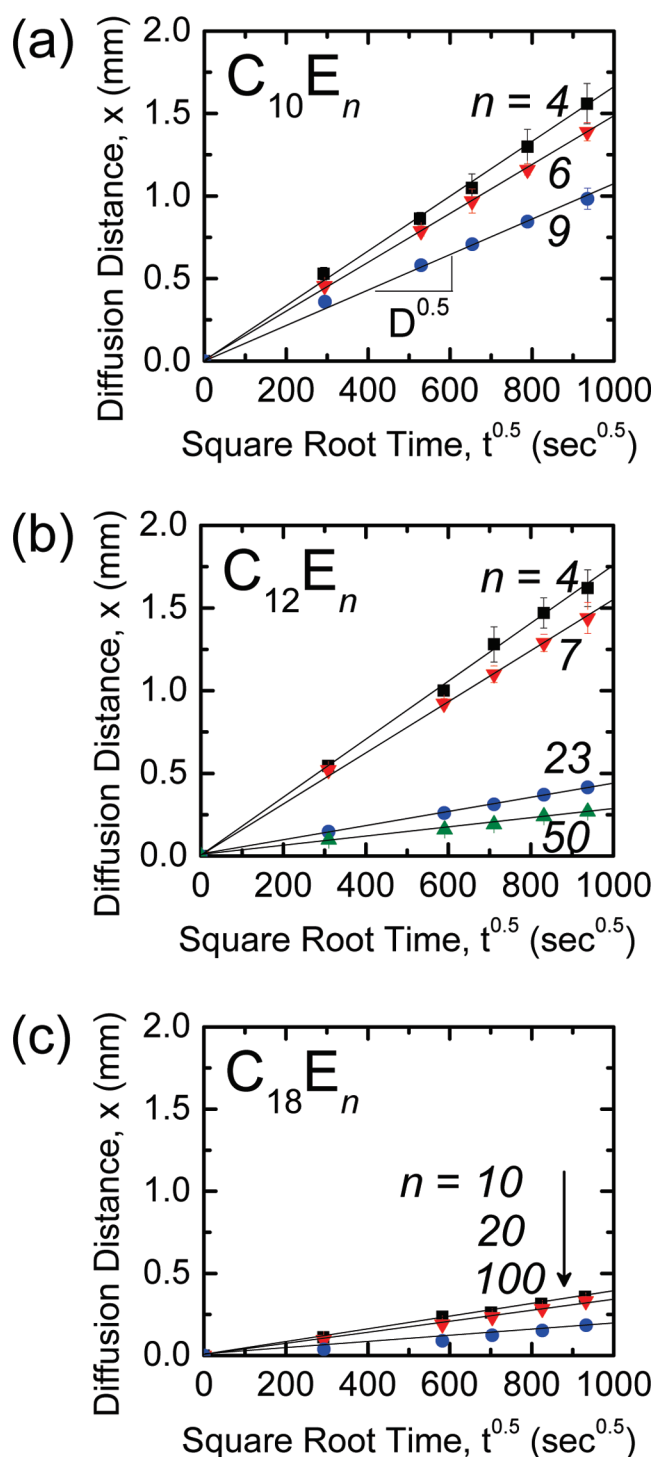 (a)
C₁₀Eₙ
n = 4
6
9
D⁰·⁵
2.0
1.5
1.0
0.5
0.0
0 200 400 600 800 1000
Diffusion Distance, x (mm)
Square Root Time, t⁰·⁵ (sec⁰·⁵)
(b)
C₁₂Eₙ
n = 4
7
23
50
2.0
1.5
1.0
0.5
0.0
0 200 400 600 800 1000
Diffusion Distance, x (mm)
Square Root Time, t⁰·⁵ (sec⁰·⁵)
(c)
C₁₈Eₙ
n = 10
20
100
2.0
1.5
1.0
0.5
0.0
0 200 400 600 800 1000
Diffusion Distance, x (mm)
Square Root Time, t⁰·⁵ (sec⁰·⁵)